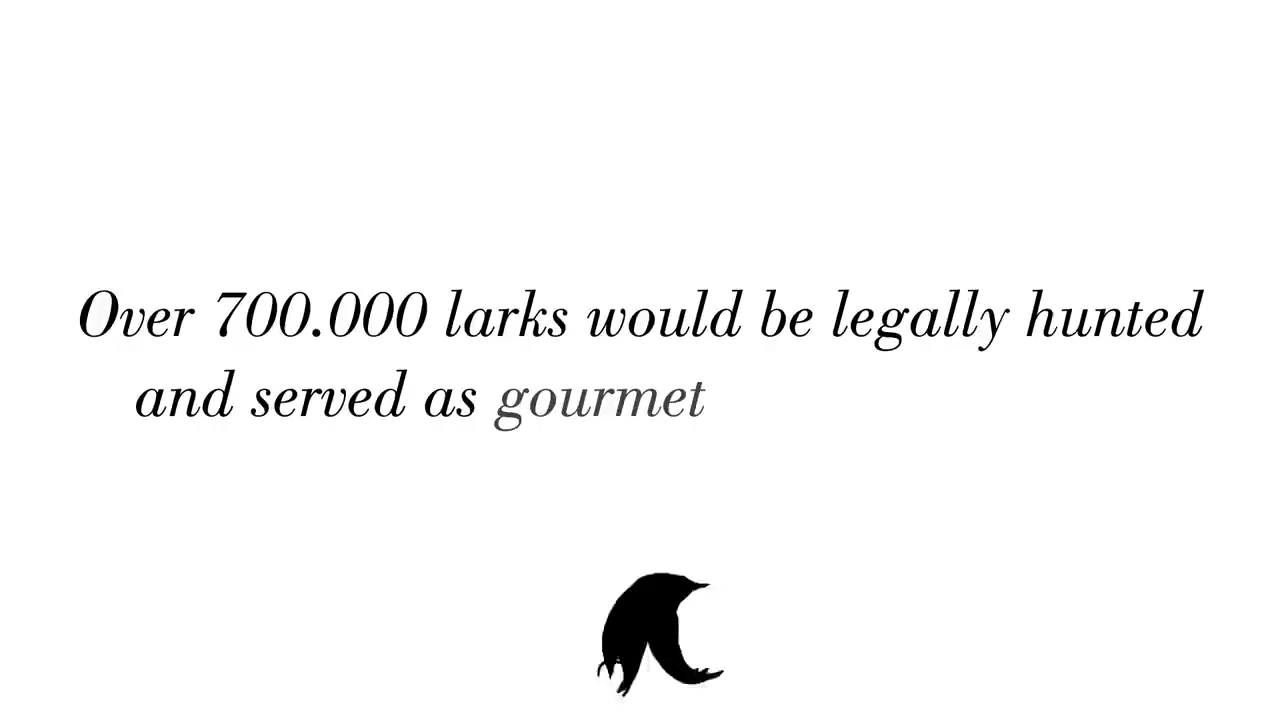 Over 700.000 larks would be legally hunted
and served as gourmet